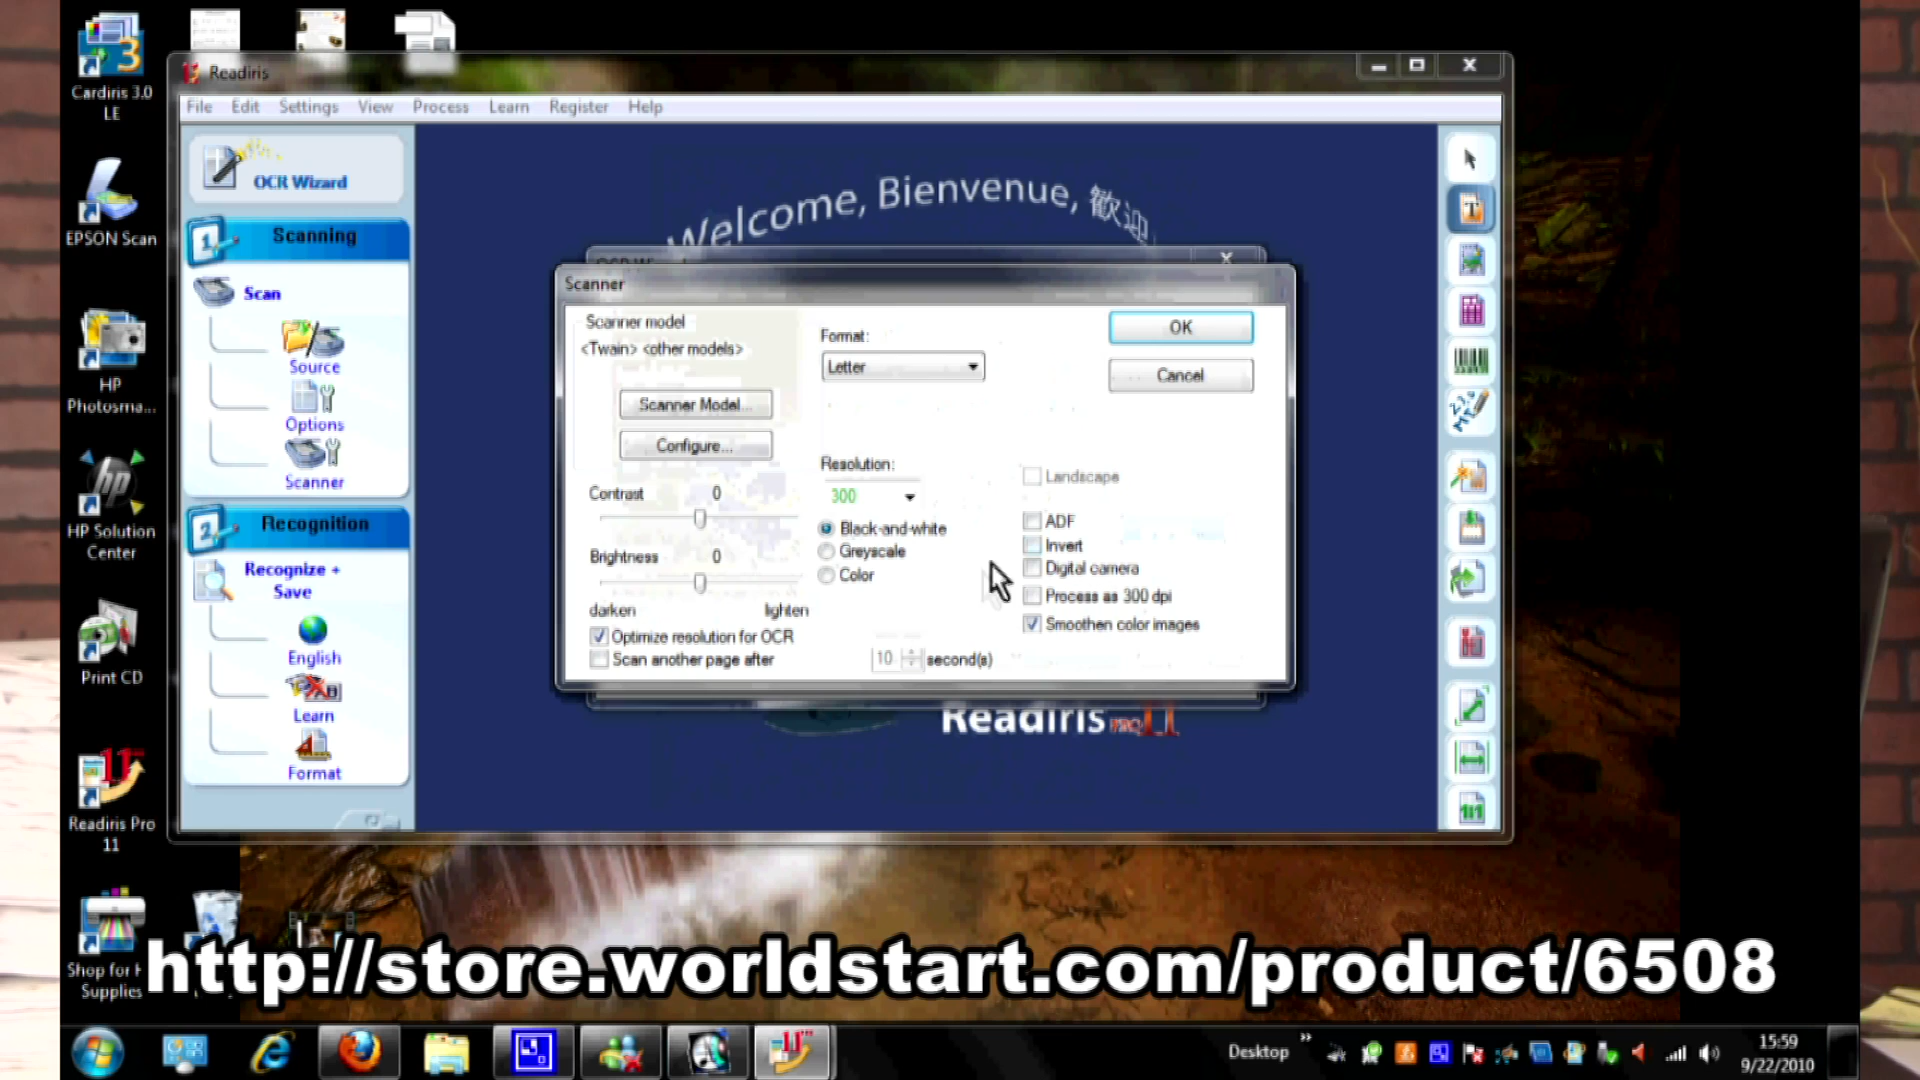 Cardiris 3.0
LE
EPSON Scan
HP
Photosma...
HP Solution
Center
Print CD
Readiris Pro
11
Shop for H
Supplies
Readiris
File Edit Settings View Process Learn Register Help
OCR Wizard
1 Scanning
Scan
Source
Options
Scanner
2 Recognition
Recognize +
Save
English
Learn
Format
Welcome, Bienvenue, 歡迎
Scanner
Scanner model
<Twain> <other models>
Scanner Model...
Configure...
Contrast 0
Brightness 0
darken lighten
Optimize resolution for OCR
Scan another page after 10 second(s)
Format:
Letter
Resolution:
300
Black-and-white
Greyscale
Color
OK
Cancel
Landscape
ADF
Invert
Digital camera
Process as 300 dpi
Smoothen color images
Readiris PRO 11
http://store.worldstart.com/product/6508
Desktop
15:59
9/22/2010